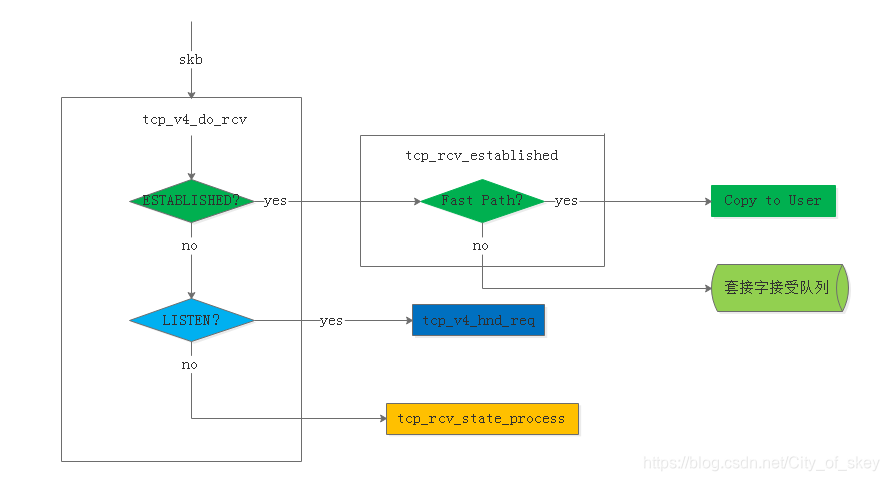 skb
tcp_v4_do_rcv
tcp_rcv_established
ESTABLISHED?
yes
Fast Path?
yes
Copy to User
no
no
套接字接受队列
LISTEN?
yes
tcp_v4_hnd_req
no
tcp_rcv_state_process
https://blog.csdn.net/City_of_skey